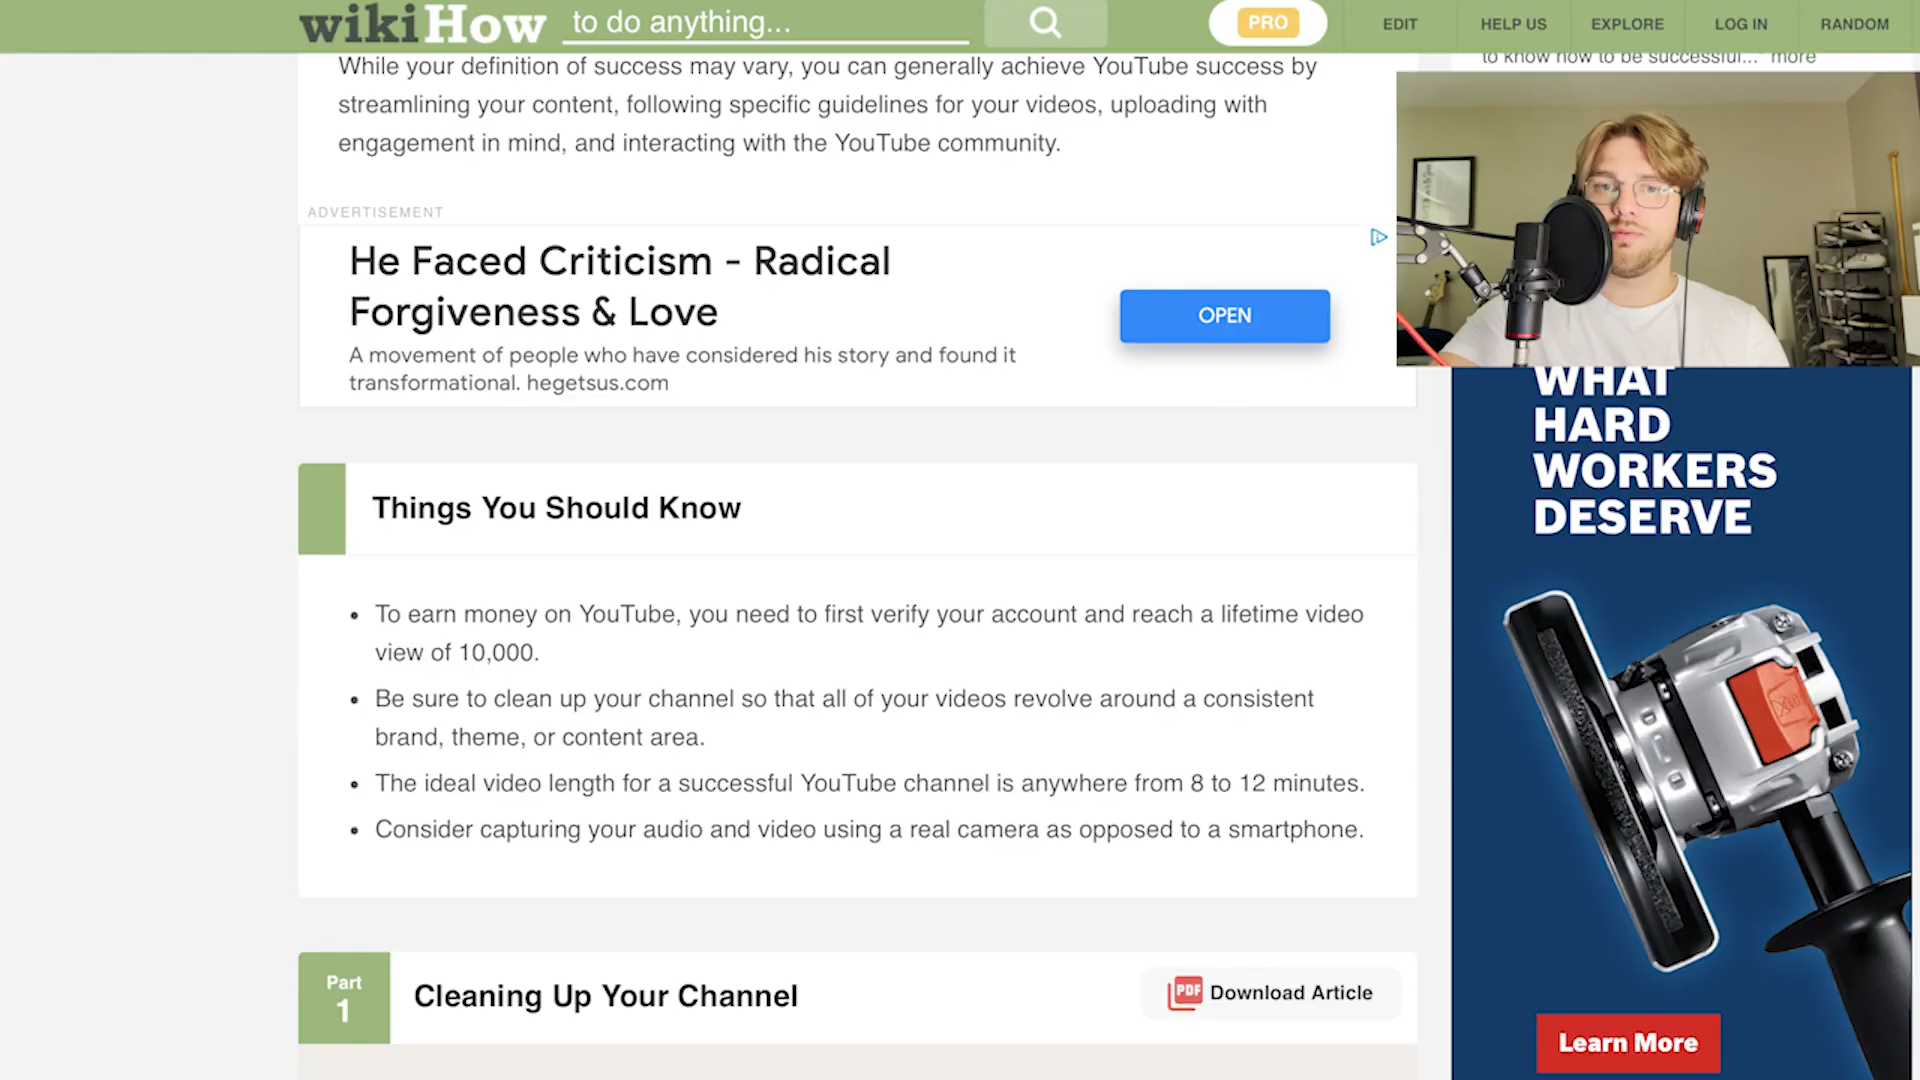 wikiHow to do anything... PRO EDIT HELP US EXPLORE LOG IN RANDOM
to know how to be successful... more
While your definition of success may vary, you can generally achieve YouTube success by
streamlining your content, following specific guidelines for your videos, uploading with
engagement in mind, and interacting with the YouTube community.
ADVERTISEMENT
He Faced Criticism - Radical
Forgiveness & Love
A movement of people who have considered his story and found it
transformational. hegetsus.com
OPEN
WHAT
HARD
WORKERS
DESERVE
Things You Should Know
• To earn money on YouTube, you need to first verify your account and reach a lifetime video
view of 10,000.
• Be sure to clean up your channel so that all of your videos revolve around a consistent
brand, theme, or content area.
• The ideal video length for a successful YouTube channel is anywhere from 8 to 12 minutes.
• Consider capturing your audio and video using a real camera as opposed to a smartphone.
Part
1
Cleaning Up Your Channel
PDF Download Article
Learn More